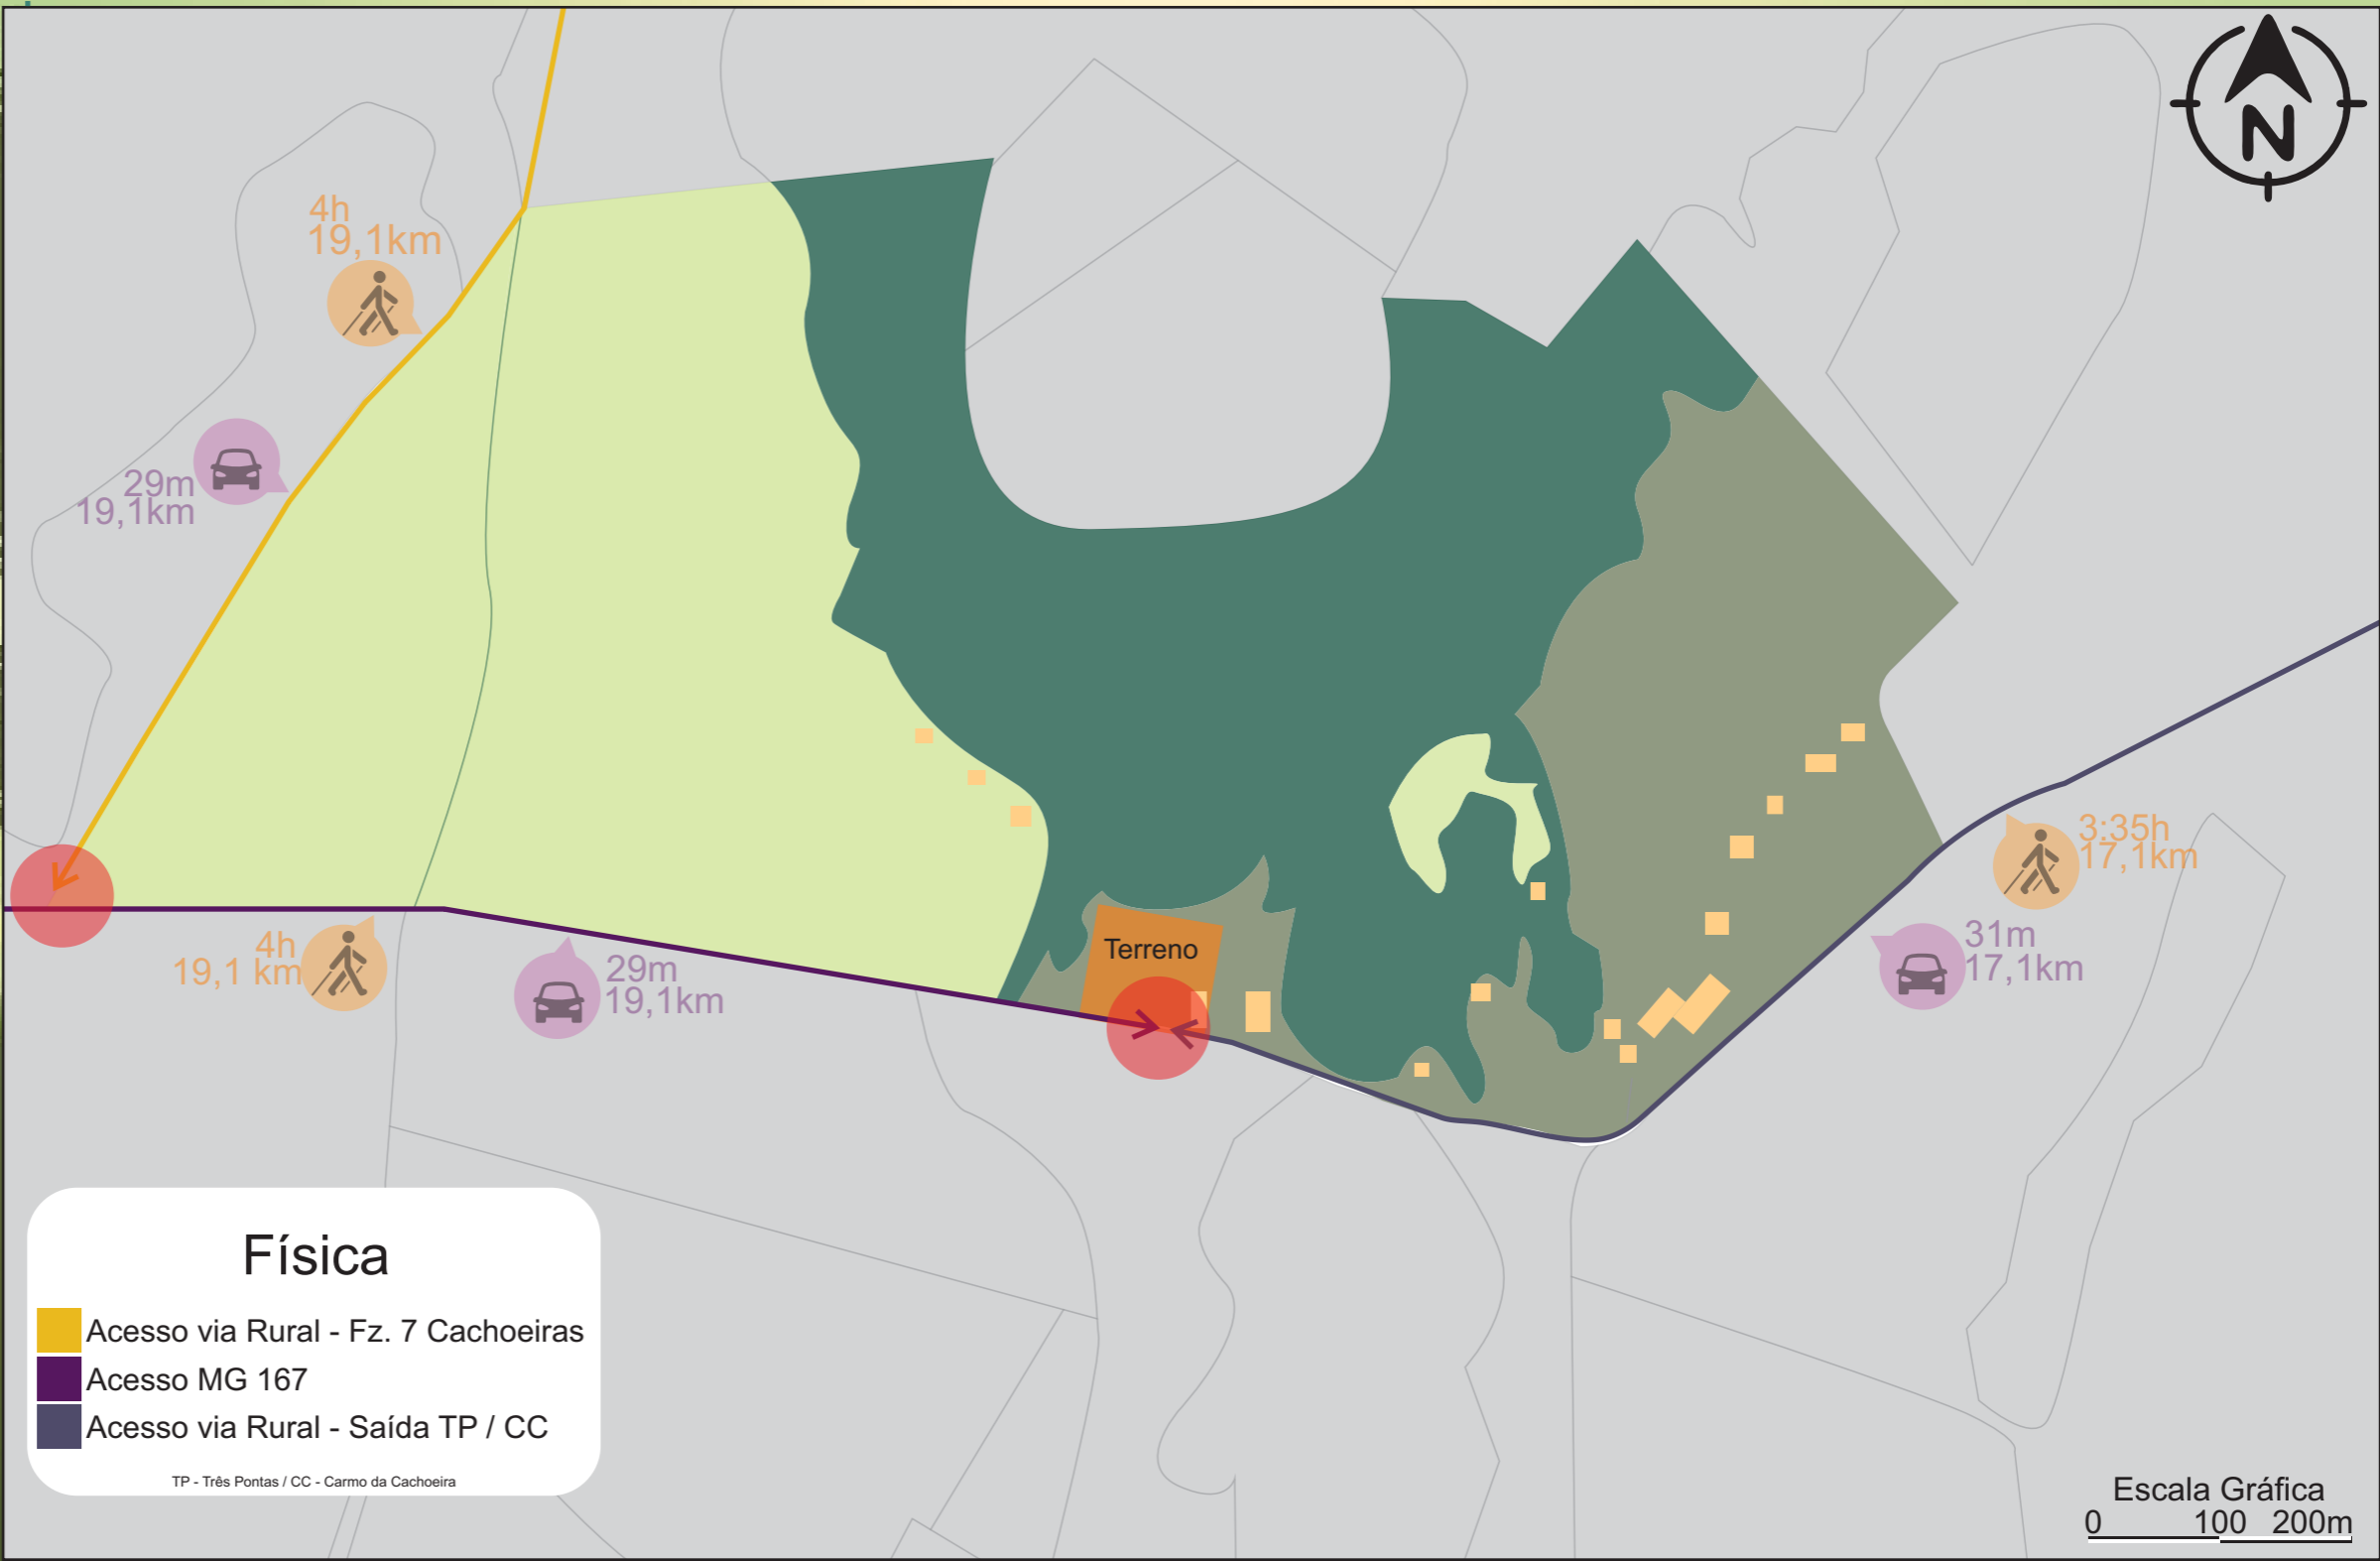 N
4h
19,1km
29m
19,1km
3:35h
17,1km
31m
17,1km
Terreno
4h
19,1 km
29m
19,1km
Física
Acesso via Rural - Fz. 7 Cachoeiras
Acesso MG 167
Acesso via Rural - Saída TP / CC
TP - Três Pontas / CC - Carmo da Cachoeira
Escala Gráfica
0 100 200m